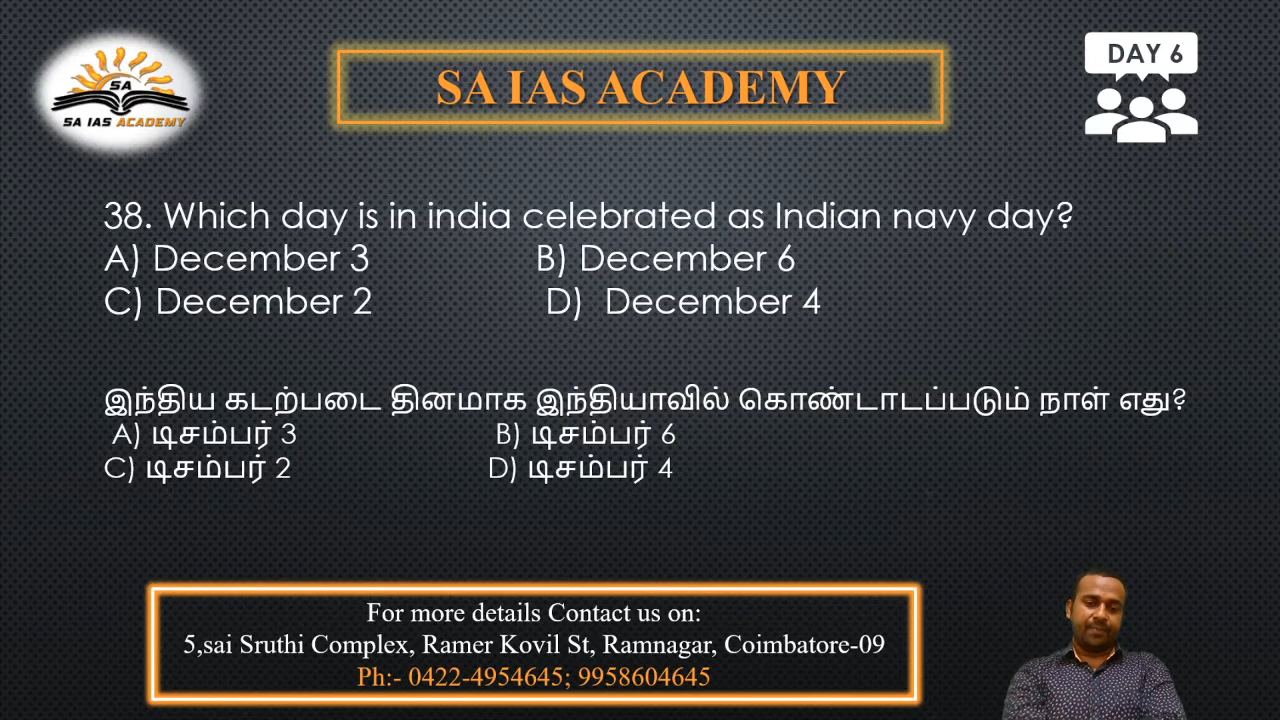 SA
SA IAS ACADEMY
SA IAS ACADEMY
DAY 6
38. Which day is in india celebrated as Indian navy day?
A) December 3 B) December 6
C) December 2 D) December 4
இந்திய கடற்படை தினமாக இந்தியாவில் கொண்டாடப்படும் நாள் எது?
A) டிசம்பர் 3 B) டிசம்பர் 6
C) டிசம்பர் 2 D) டிசம்பர் 4
For more details Contact us on:
5,sai Sruthi Complex, Ramer Kovil St, Ramnagar, Coimbatore-09
Ph:- 0422-4954645; 9958604645